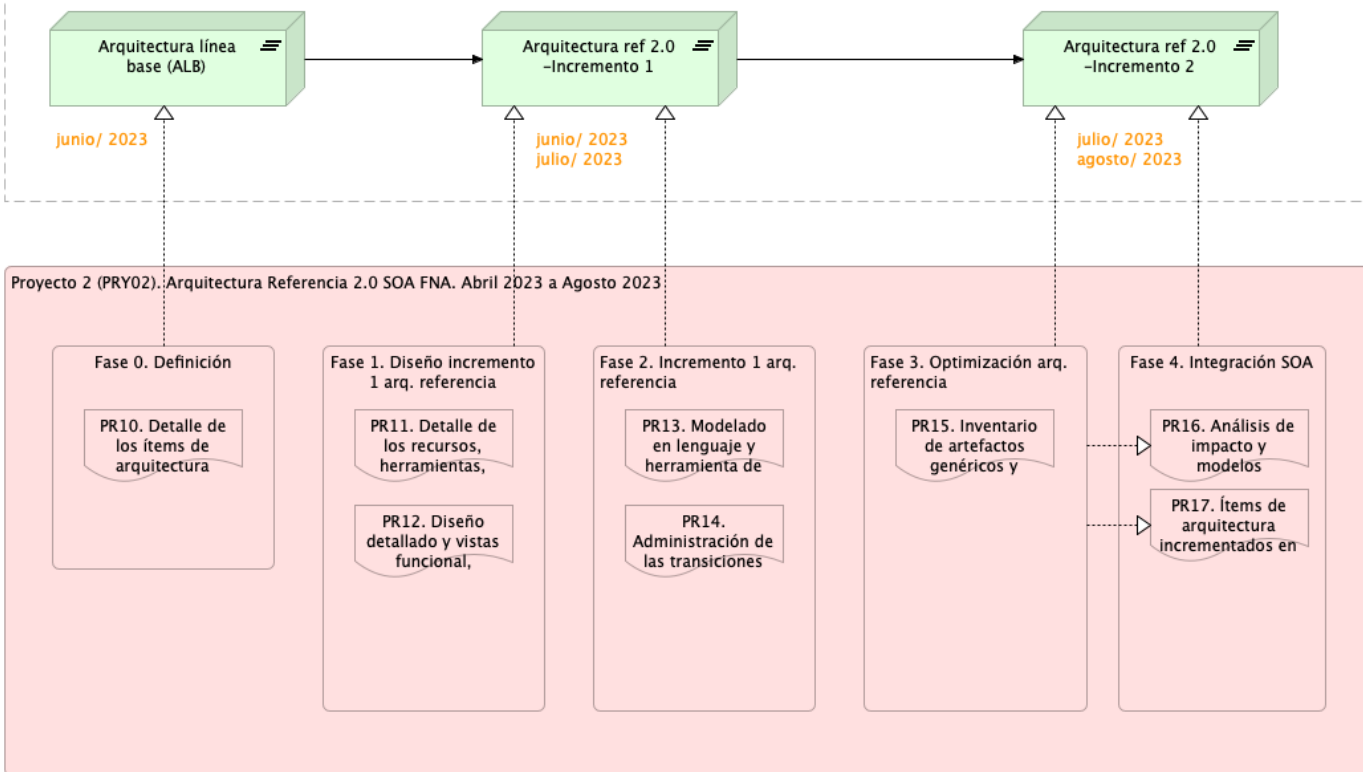 Arquitectura línea
base (ALB)
Arquitectura ref 2.0
-Incremento 1
Arquitectura ref 2.0
-Incremento 2
junio/ 2023
junio/ 2023
julio/ 2023
julio/ 2023
agosto/ 2023
Proyecto 2 (PRY02). Arquitectura Referencia 2.0 SOA FNA. Abril 2023 a Agosto 2023
Fase 0. Definición
PR10. Detalle de
los ítems de
arquitectura
Fase 1. Diseño incremento
1 arq. referencia
PR11. Detalle de
los recursos,
herramientas,
PR12. Diseño
detallado y vistas
funcional,
Fase 2. Incremento 1 arq.
referencia
PR13. Modelado
en lenguaje y
herramienta de
PR14.
Administración de
las transiciones
Fase 3. Optimización arq.
referencia
PR15. Inventario
de artefactos
genéricos y
Fase 4. Integración SOA
PR16. Análisis de
impacto y
modelos
PR17. Ítems de
arquitectura
incrementados en